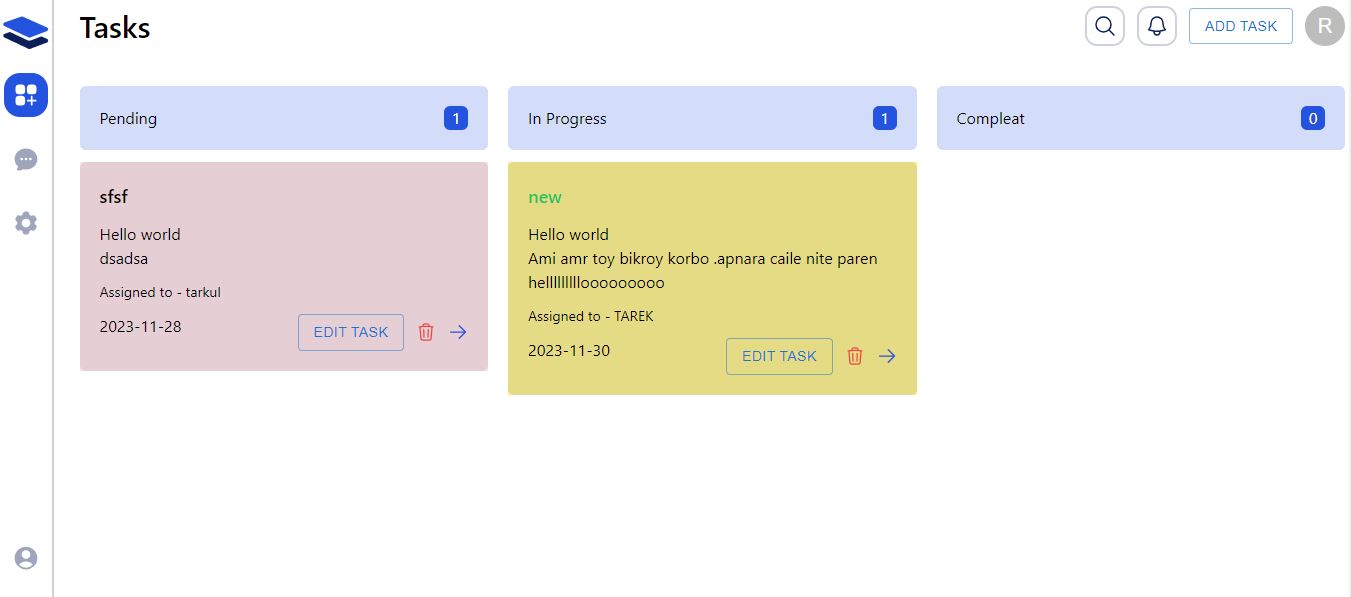 Tasks
ADD TASK
R
Pending
1
In Progress
1
Compleat
0
sfsf
Hello world
dsadsa
Assigned to - tarkul
2023-11-28
EDIT TASK
new
Hello world
Ami amr toy bikroy korbo .apnara caile nite paren
helllllllllooooooooo
Assigned to - TAREK
2023-11-30
EDIT TASK